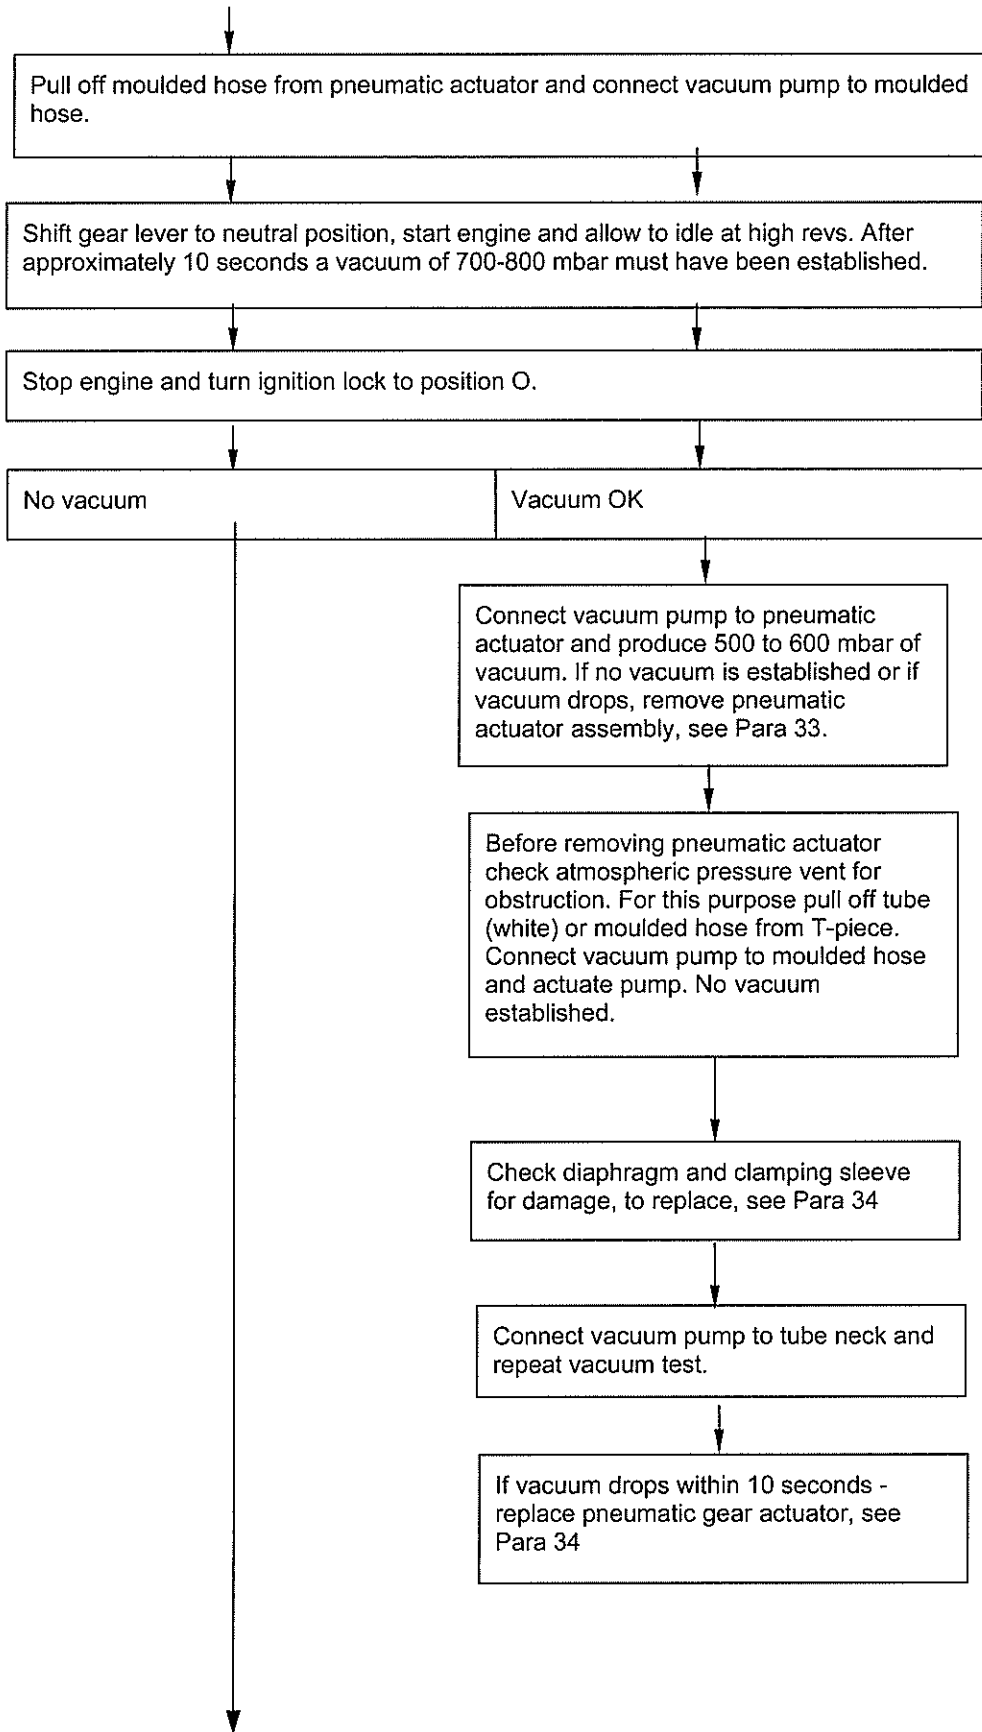 Pull off moulded hose from pneumatic actuator and connect vacuum pump to moulded
hose.
Shift gear lever to neutral position, start engine and allow to idle at high revs. After
approximately 10 seconds a vacuum of 700-800 mbar must have been established.
Stop engine and turn ignition lock to position O.
No vacuum
Vacuum OK
Connect vacuum pump to pneumatic
actuator and produce 500 to 600 mbar of
vacuum. If no vacuum is established or if
vacuum drops, remove pneumatic
actuator assembly, see Para 33.
Before removing pneumatic actuator
check atmospheric pressure vent for
obstruction. For this purpose pull off tube
(white) or moulded hose from T-piece.
Connect vacuum pump to moulded hose
and actuate pump. No vacuum
established.
Check diaphragm and clamping sleeve
for damage, to replace, see Para 34
Connect vacuum pump to tube neck and
repeat vacuum test.
If vacuum drops within 10 seconds -
replace pneumatic gear actuator, see
Para 34